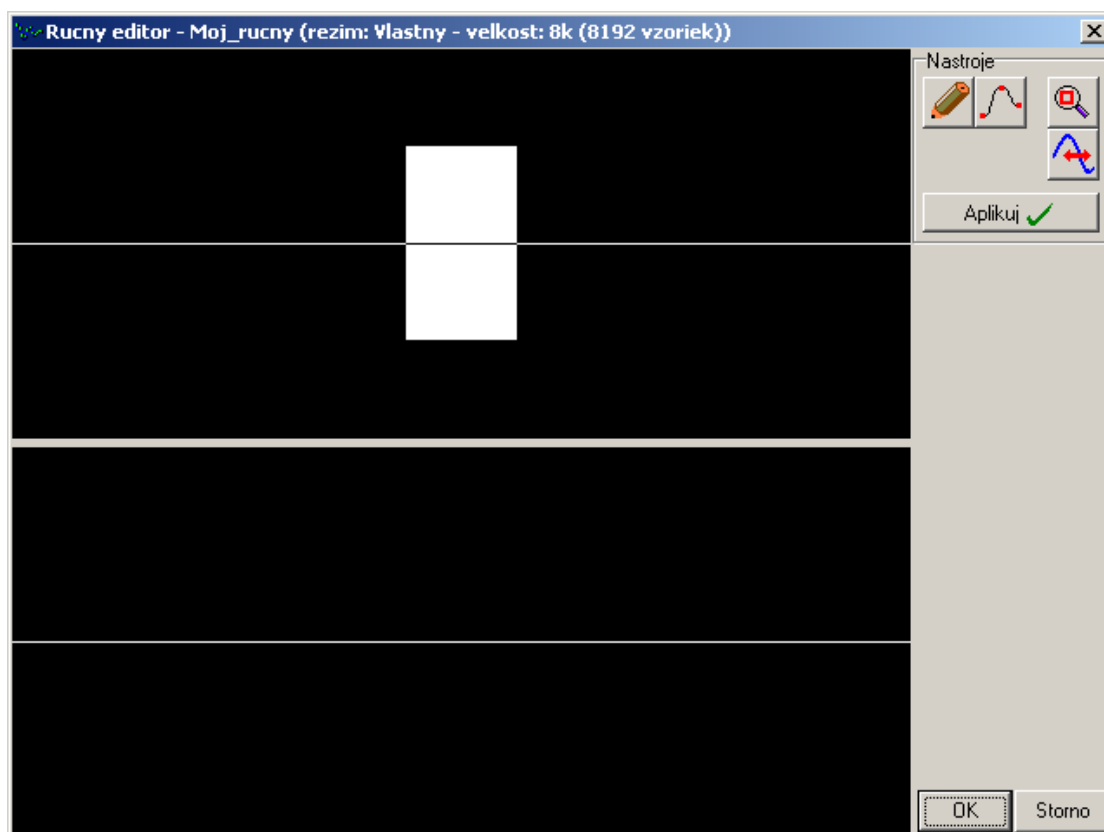 Rucny editor - Moj_rucny (rezim: Vlastny - velkost: 8k (8192 vzoriek))
Nastroje
Aplikuj
OK
Storno